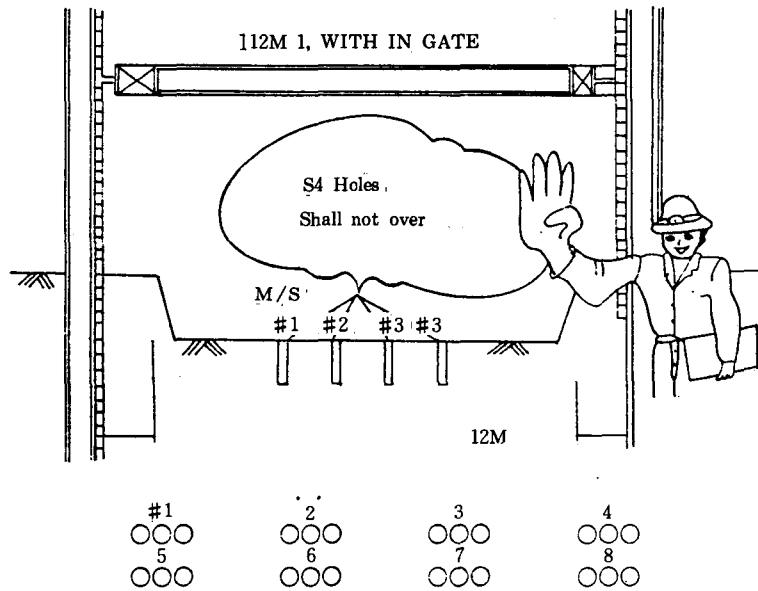 112M 1, WITH IN GATE
S4 Holes
Shall not over
M/S
#1 #2 #3 #3
12M
#1 2 3 4
5 6 7 8